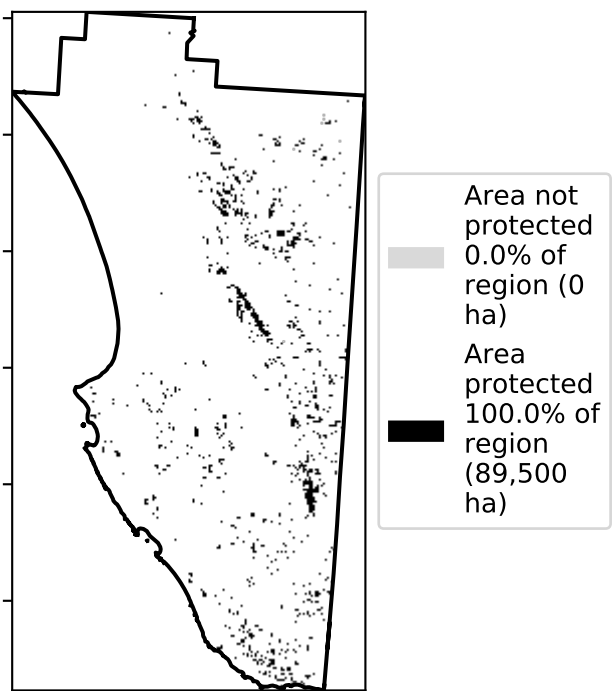 Area not
protected
0.0% of
region (0
ha)
Area
protected
100.0% of
region
(89,500
ha)